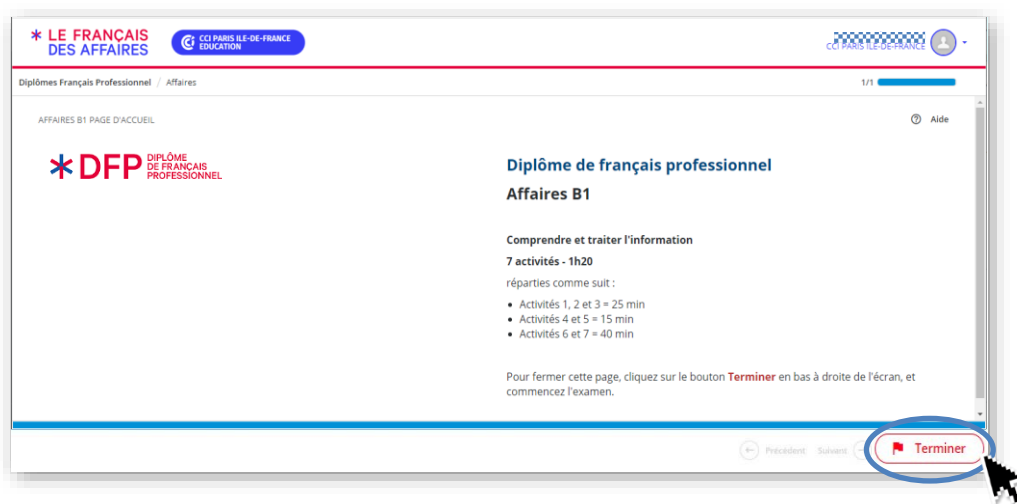 LE FRANÇAIS
DES AFFAIRES
CCI PARIS ILE-DE-FRANCE
EDUCATION
CCI PARIS ILE-DE-FRANCE
Diplômes Français Professionnel / Affaires
1/1
AFFAIRES B1 PAGE D'ACCUEIL
Aide
DFP DIPLÔME
DE FRANÇAIS
PROFESSIONNEL
Diplôme de français professionnel
Affaires B1
Comprendre et traiter l'information
7 activités - 1h20
réparties comme suit :
• Activités 1, 2 et 3 = 25 min
• Activités 4 et 5 = 15 min
• Activités 6 et 7 = 40 min
Pour fermer cette page, cliquez sur le bouton Terminer en bas à droite de l'écran, et
commencez l'examen.
Précédent Suivant Terminer